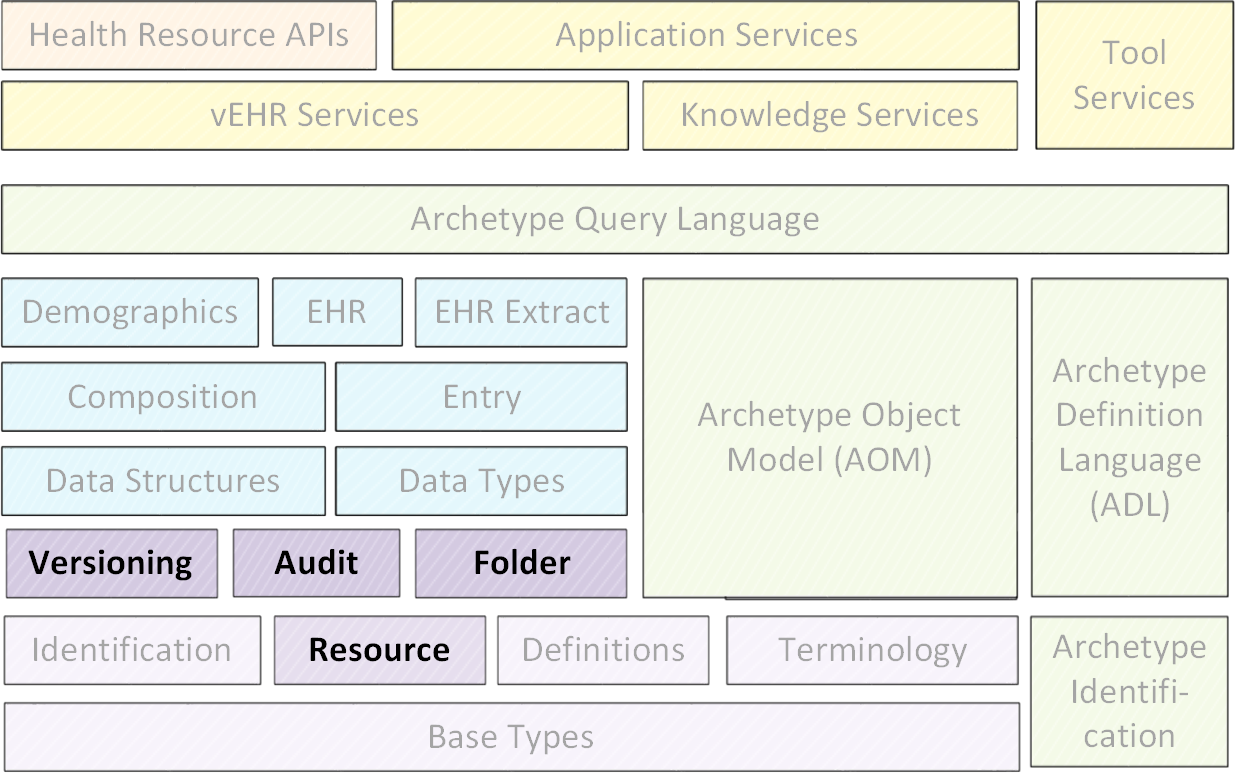 Health Resource APIs
Application Services
Tool
Services
vEHR Services
Knowledge Services
Archetype Query Language
Demographics
EHR
EHR Extract
Composition
Entry
Data Structures
Data Types
Archetype Object
Model (AOM)
Archetype
Definition
Language
(ADL)
Versioning
Audit
Folder
Identification
Resource
Definitions
Terminology
Archetype
Identifi-
cation
Base Types